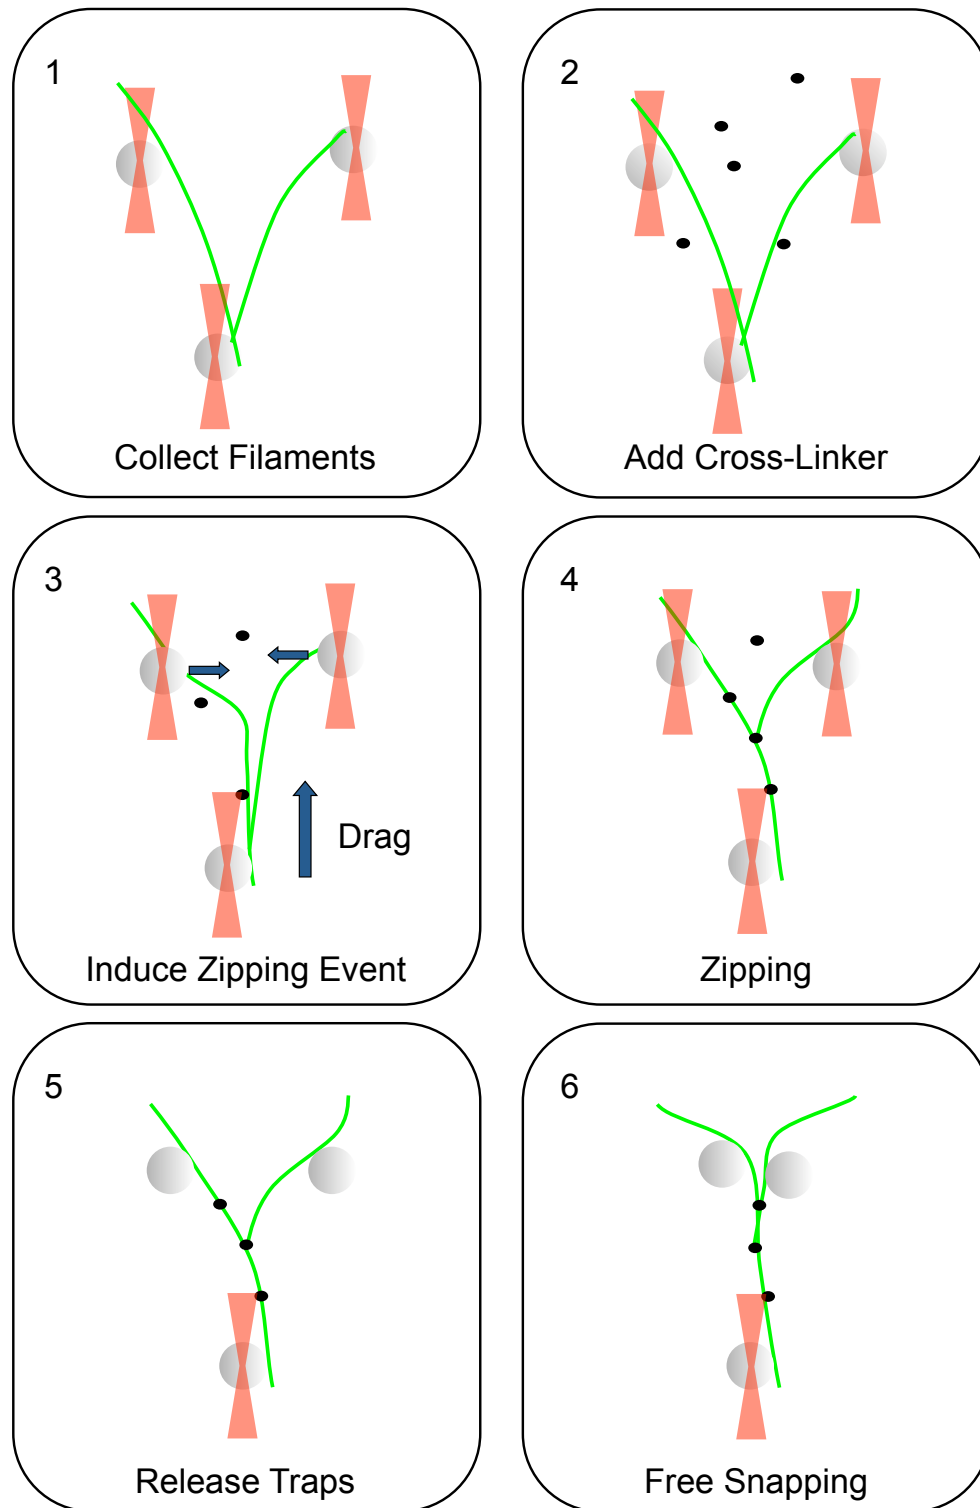 1
2
Collect Filaments
Add Cross-Linker
3
4
Drag
Induce Zipping Event
Zipping
5
6
Release Traps
Free Snapping